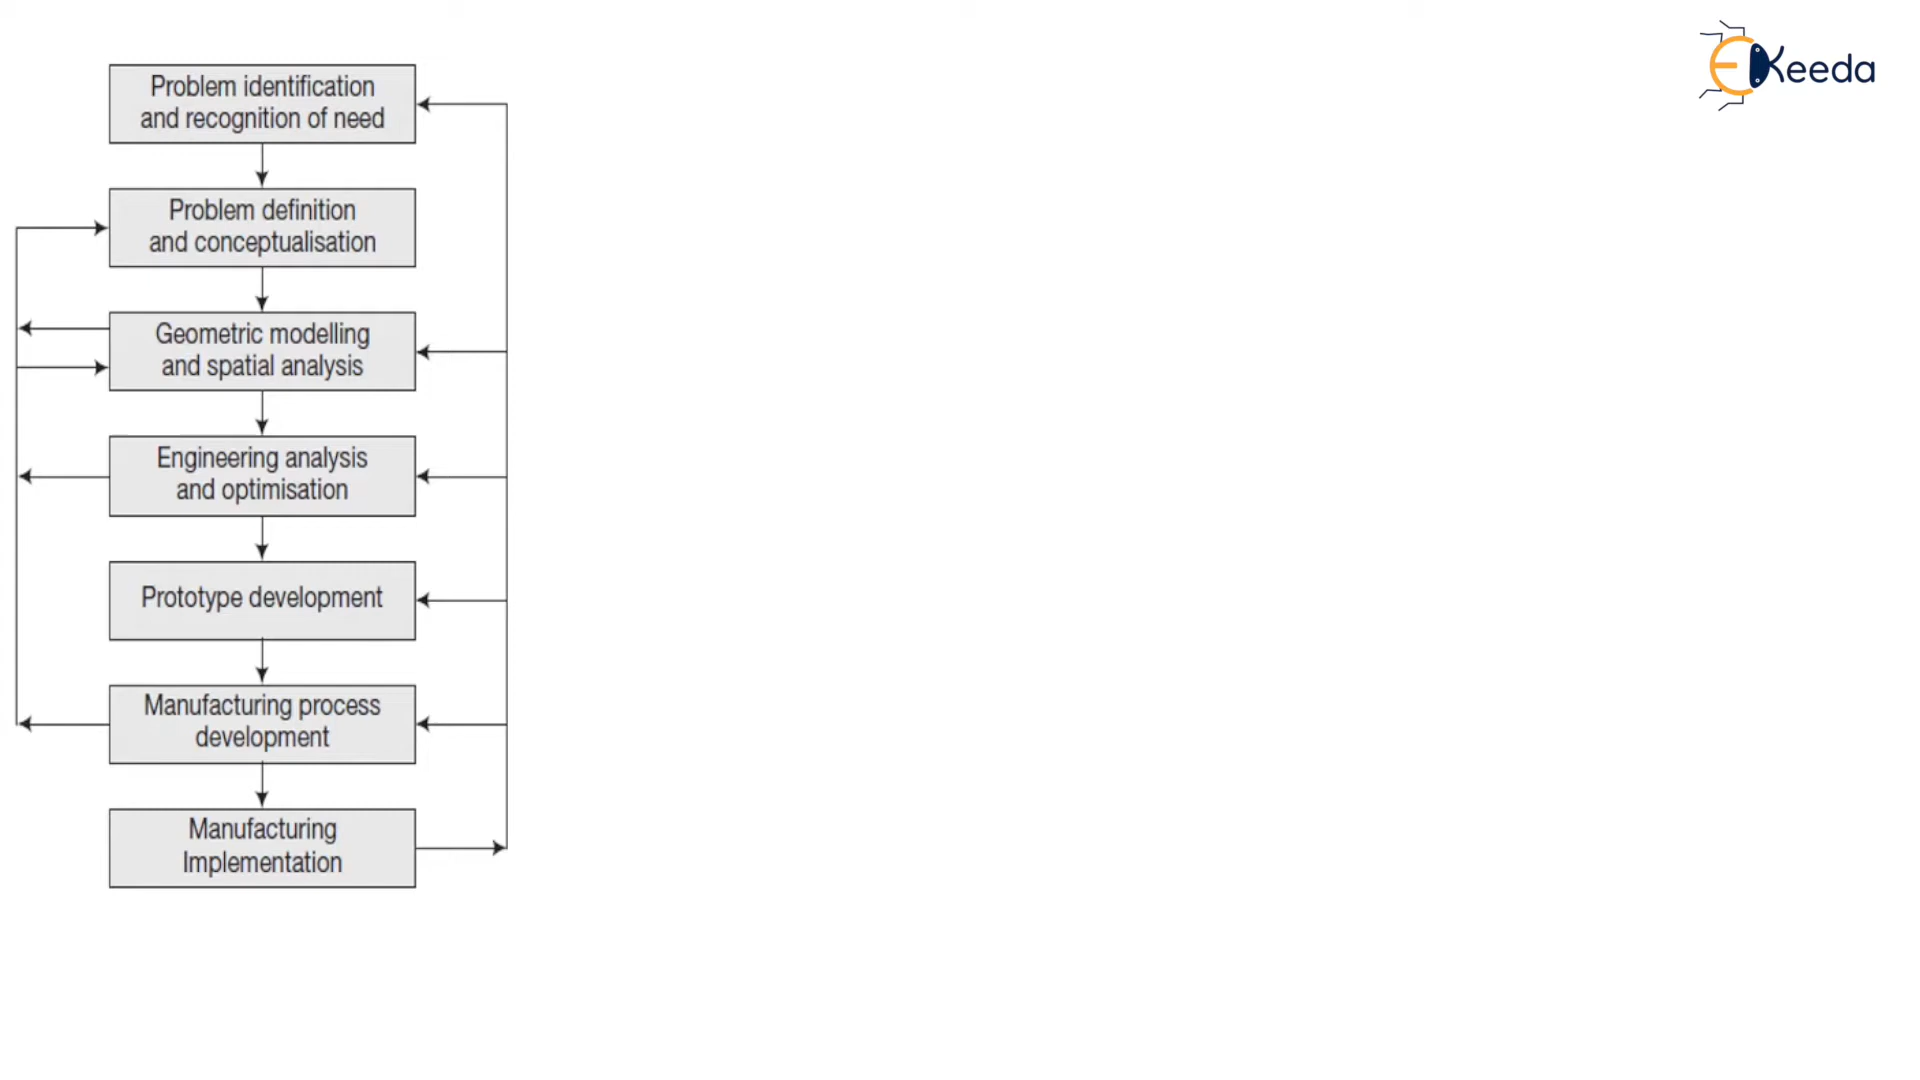 Keeda
Problem identification
and recognition of need
Problem definition
and conceptualisation
Geometric modelling
and spatial analysis
Engineering analysis
and optimisation
Prototype development
Manufacturing process
development
Manufacturing
Implementation